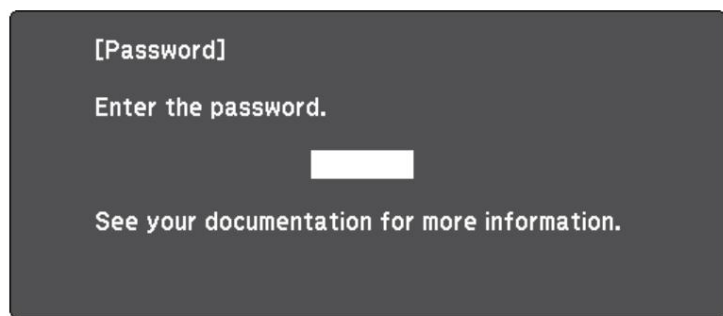 [Password]
Enter the password.
See your documentation for more information.